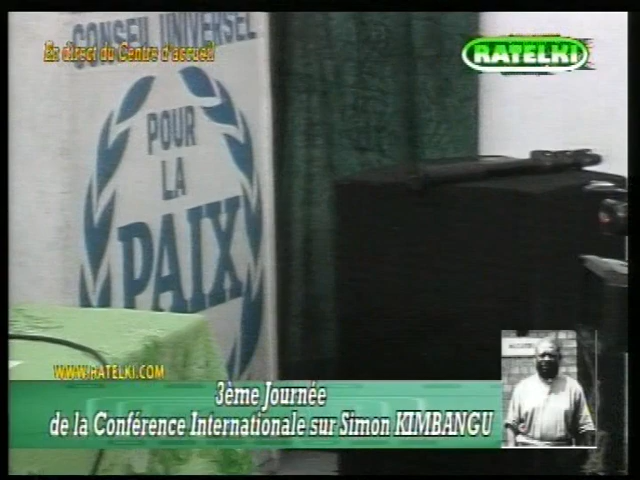 CONSEIL UNIVERSEL
En direct du Centre d'accueil
RATELKI
POUR
LA
PAIX
WWW.RATELKI.COM
3ème Journée
de la Conférence Internationale sur Simon KIMBANGU